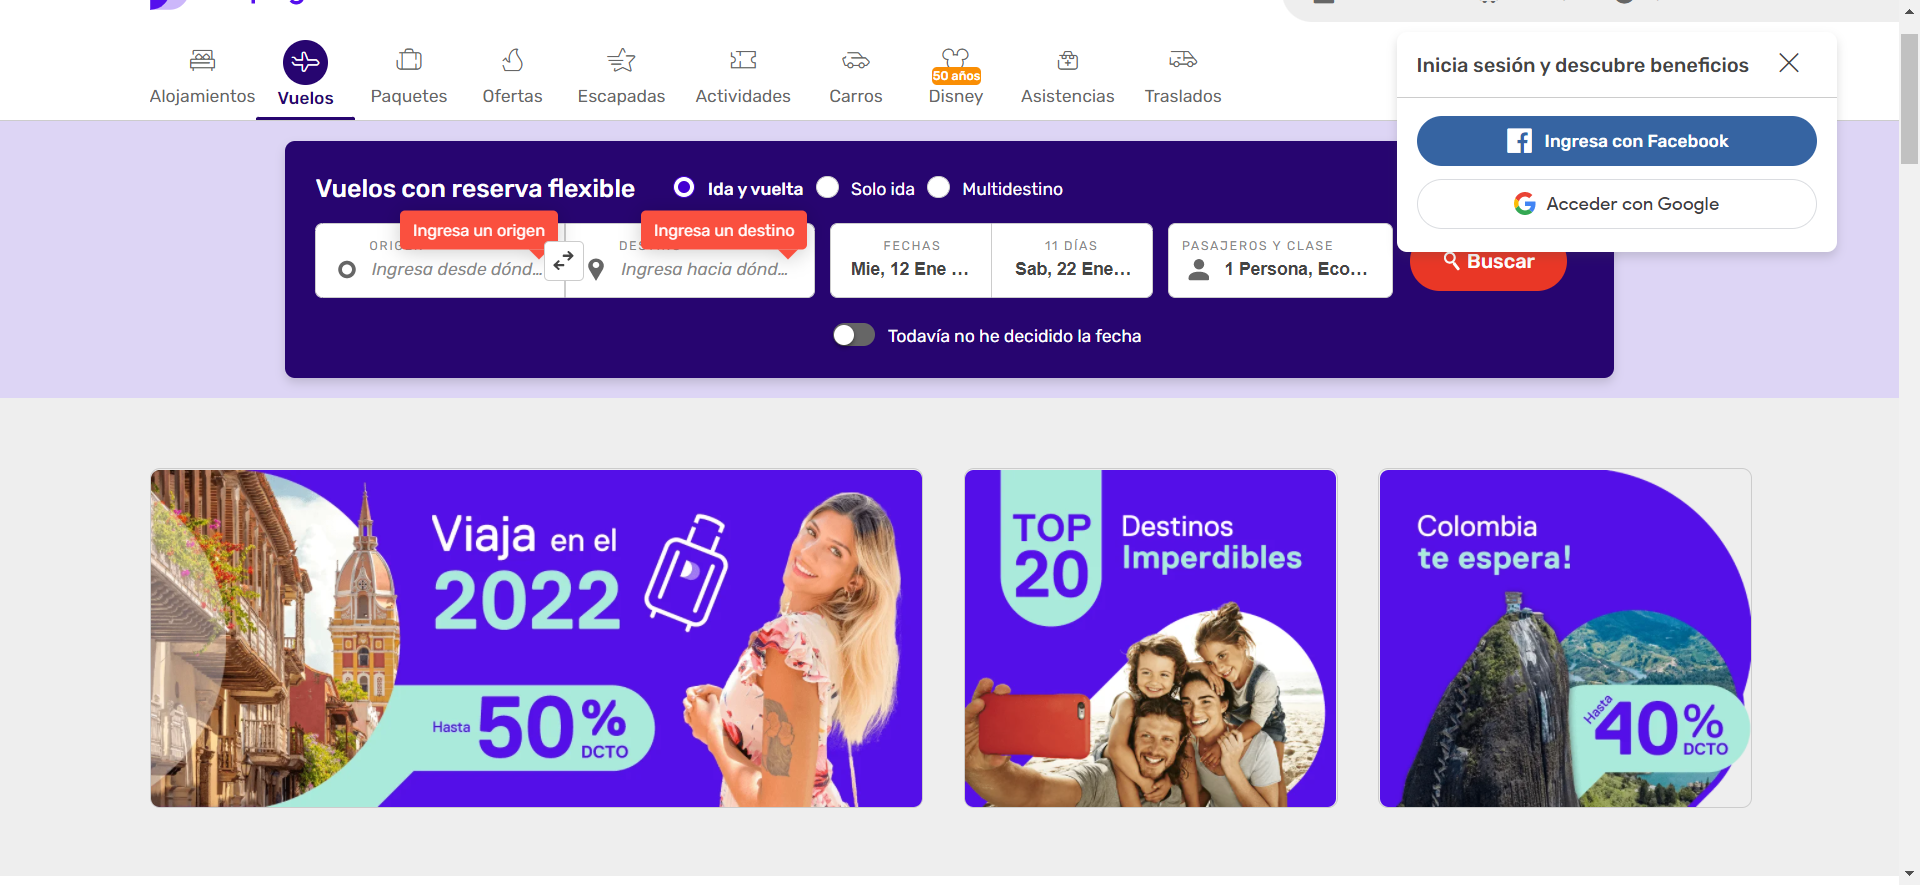 Alojamientos
Vuelos
Paquetes
Ofertas
Escapadas
Actividades
Carros
50 años
Disney
Asistencias
Traslados
Inicia sesión y descubre beneficios
Ingresa con Facebook
Acceder con Google
Vuelos con reserva flexible
Ida y vuelta
Solo ida
Multidestino
Ingresa un origen
Ingresa un destino
Ingresa desde dónd...
Ingresa hacia dónd...
FECHAS
Mie, 12 Ene ...
11 DÍAS
Sab, 22 Ene...
PASAJEROS Y CLASE
1 Persona, Eco...
Buscar
Todavía no he decidido la fecha
Viaja en el
2022
Hasta 50% DCTO
TOP
20
Destinos
Imperdibles
Colombia
te espera!
Hasta 40% DCTO